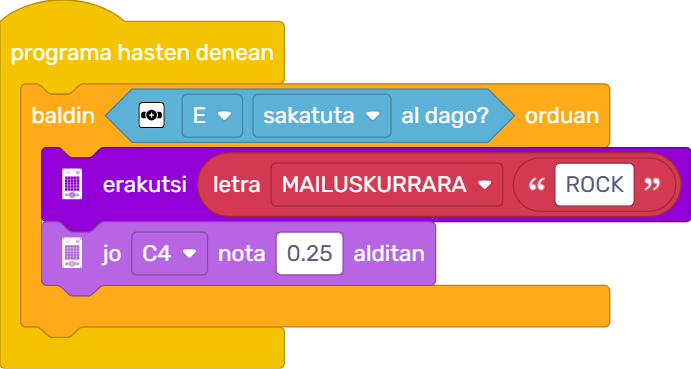 programa hasten denean
baldin E sakatuta al dago? orduan
erakutsi letra MAILUSKURRARA “ ROCK ”
jo C4 nota 0.25 alditan